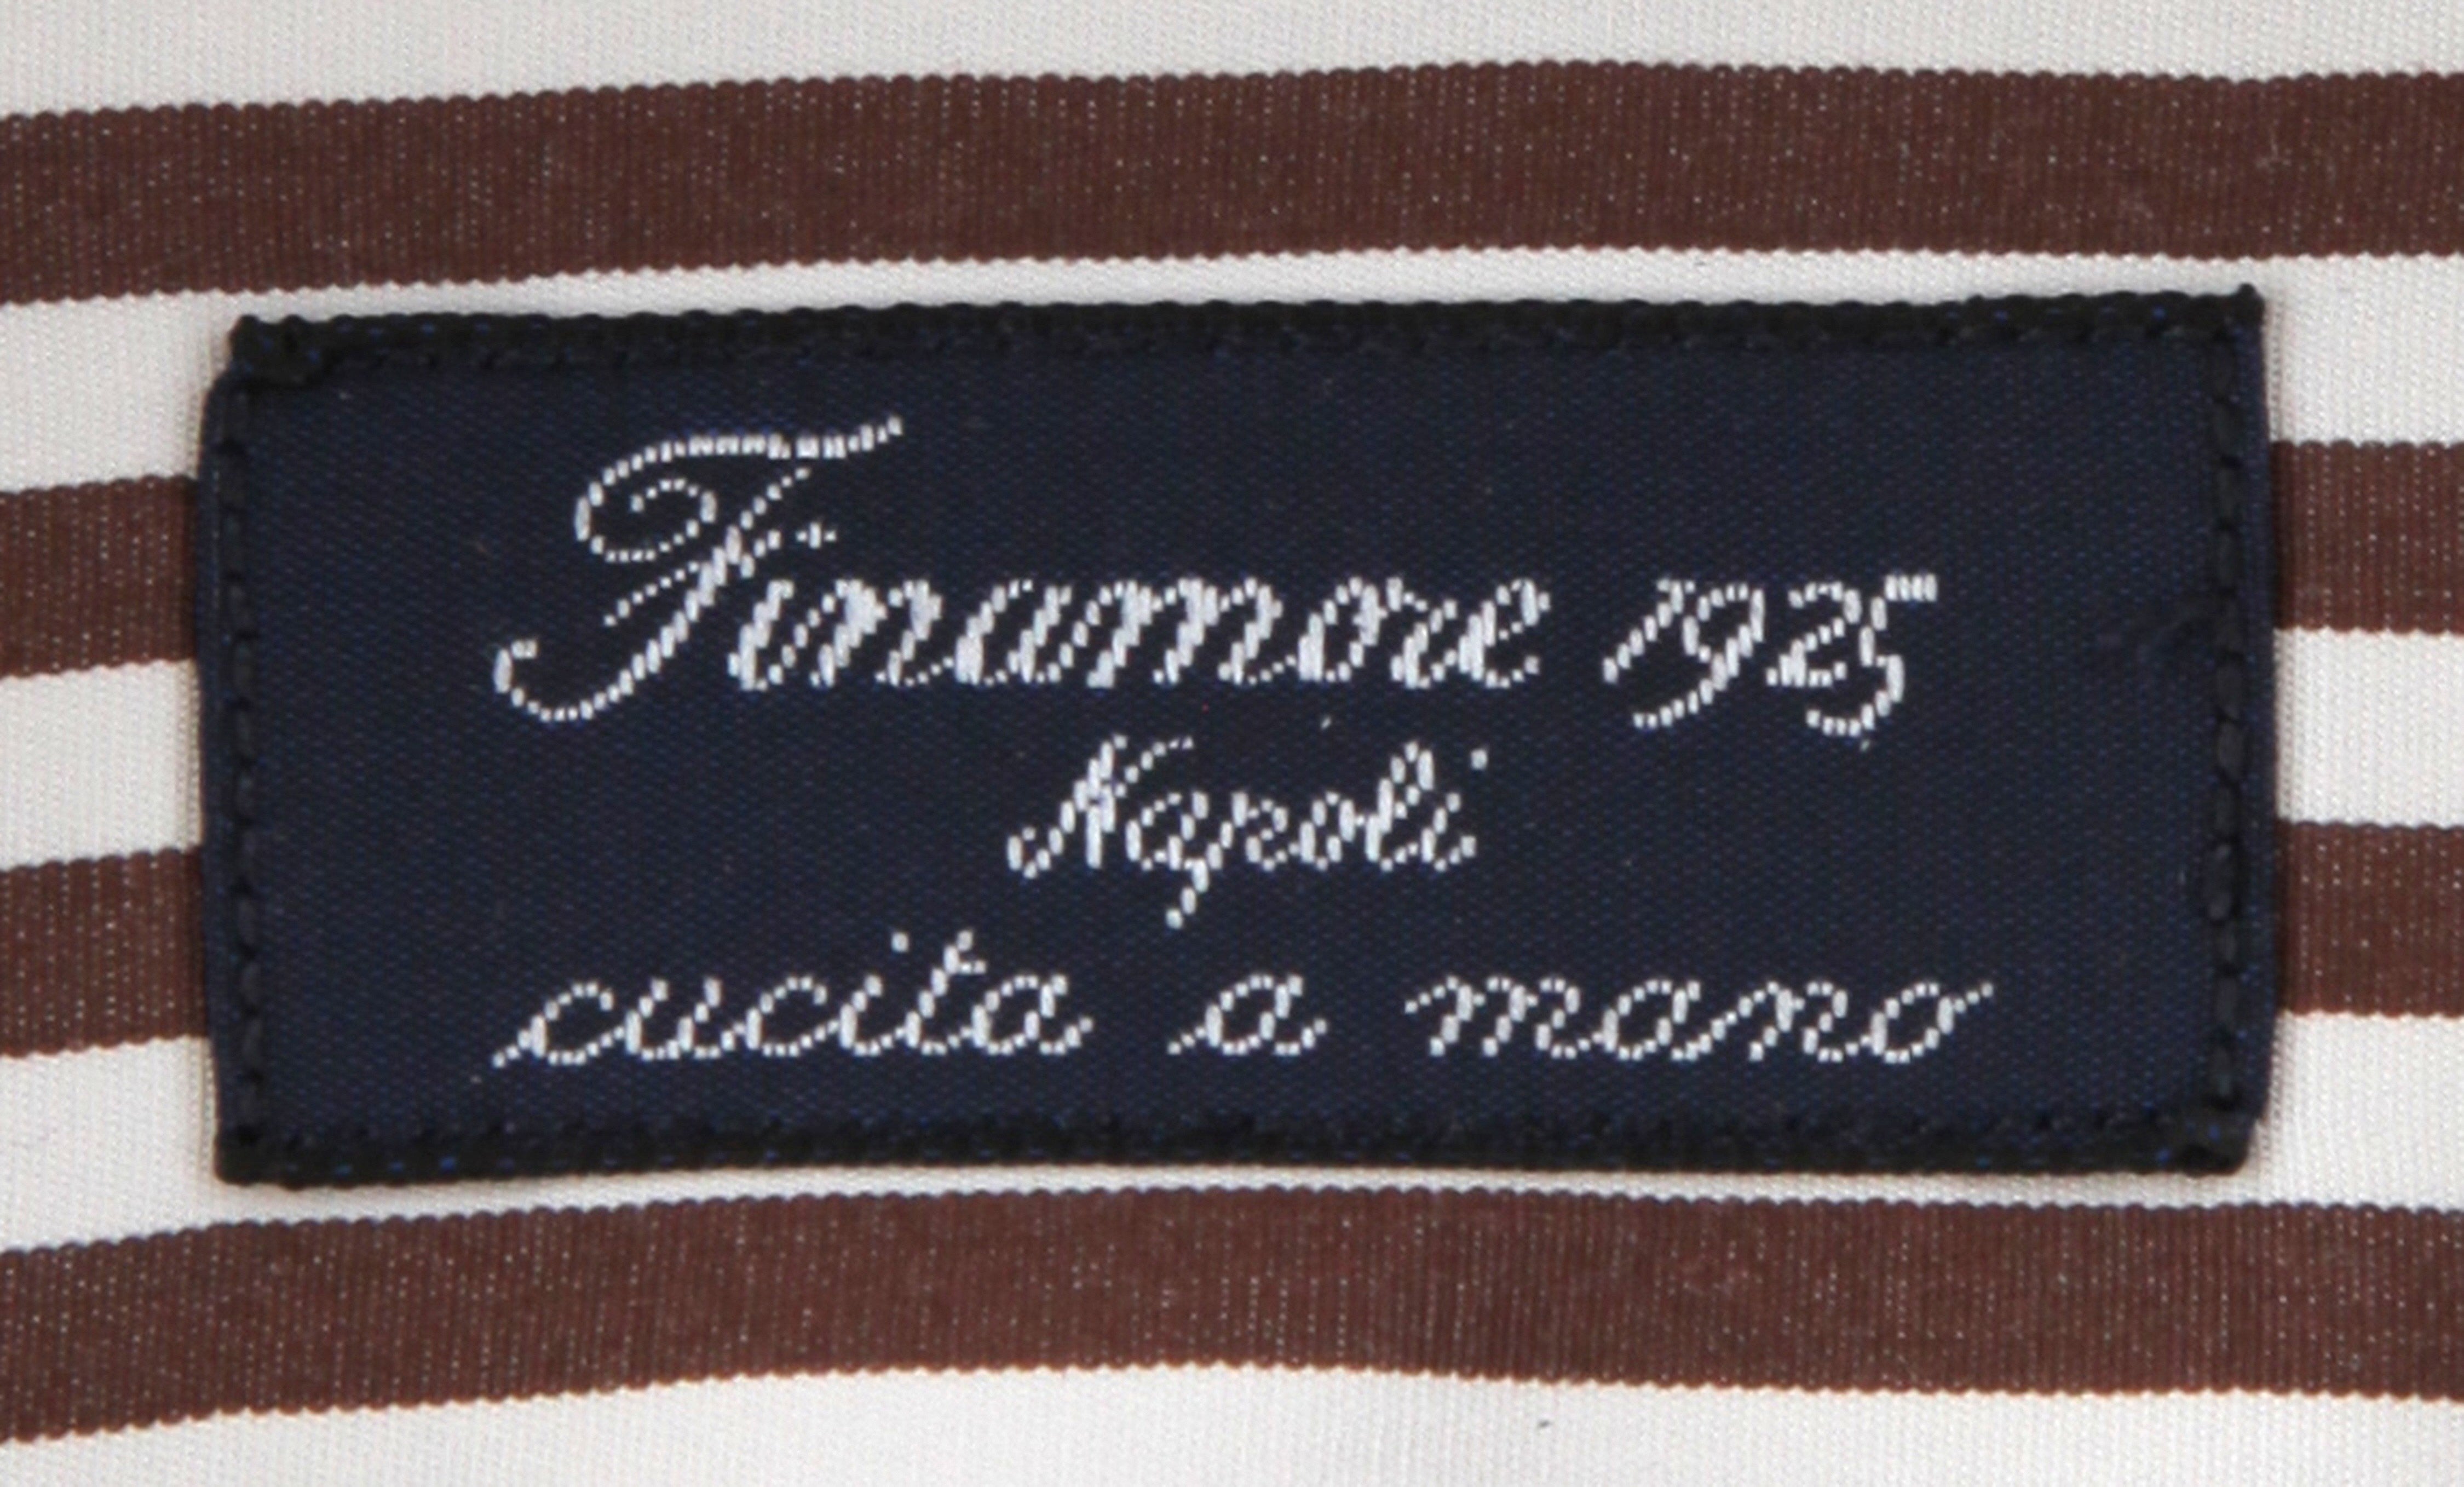 Finamore 1925
Napoli
cucita a mano